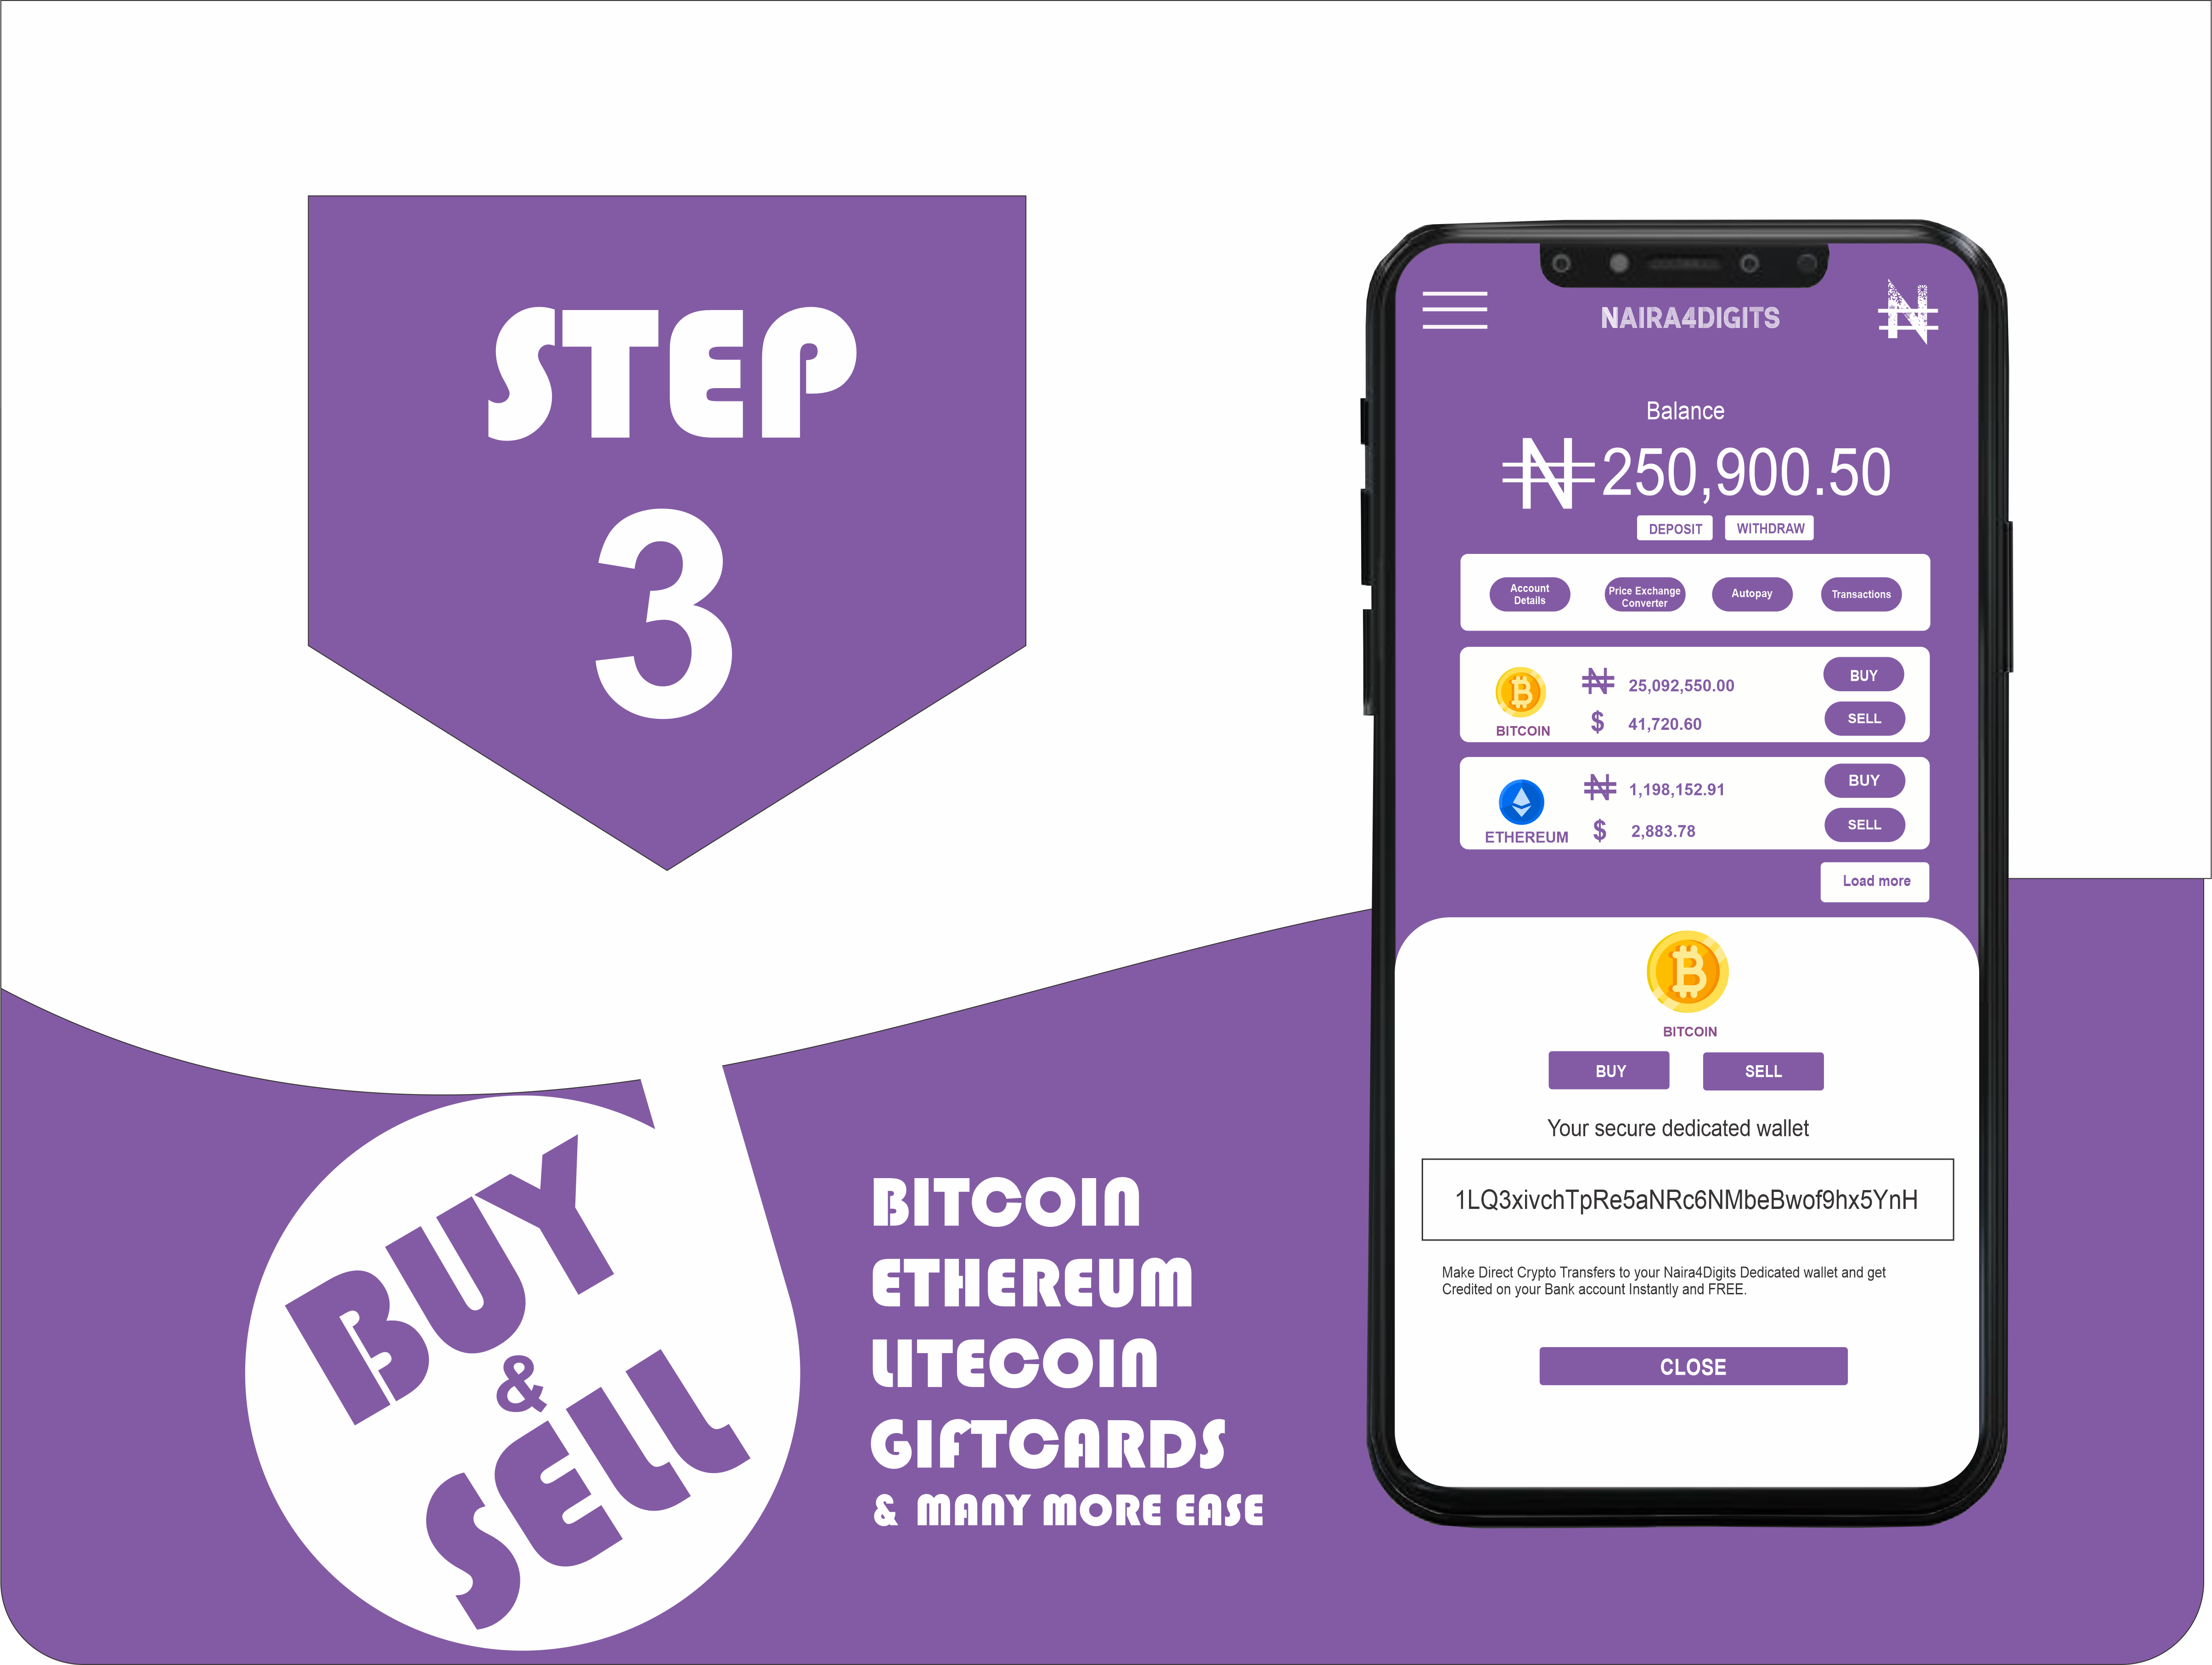 STEP
3
BUY
&
SELL
BITCOIN
ETHEREUM
LITECOIN
GIFTCARDS
& MANY MORE EASE
NAIRA4DIGITS
₦
Balance
₦250,900.50
DEPOSIT WITHDRAW
Account Details
Price Exchange Converter
Autopay
Transactions
₦ 25,092,550.00
BUY
$ 41,720.60
SELL
BITCOIN
₦ 1,198,152.91
BUY
$ 2,883.78
SELL
ETHEREUM
Load more
BITCOIN
BUY SELL
Your secure dedicated wallet
1LQ3xivchTpRe5aNRc6NMbeBwof9hx5YnH
Make Direct Crypto Transfers to your Naira4Digits Dedicated wallet and get
Credited on your Bank account Instantly and FREE.
CLOSE